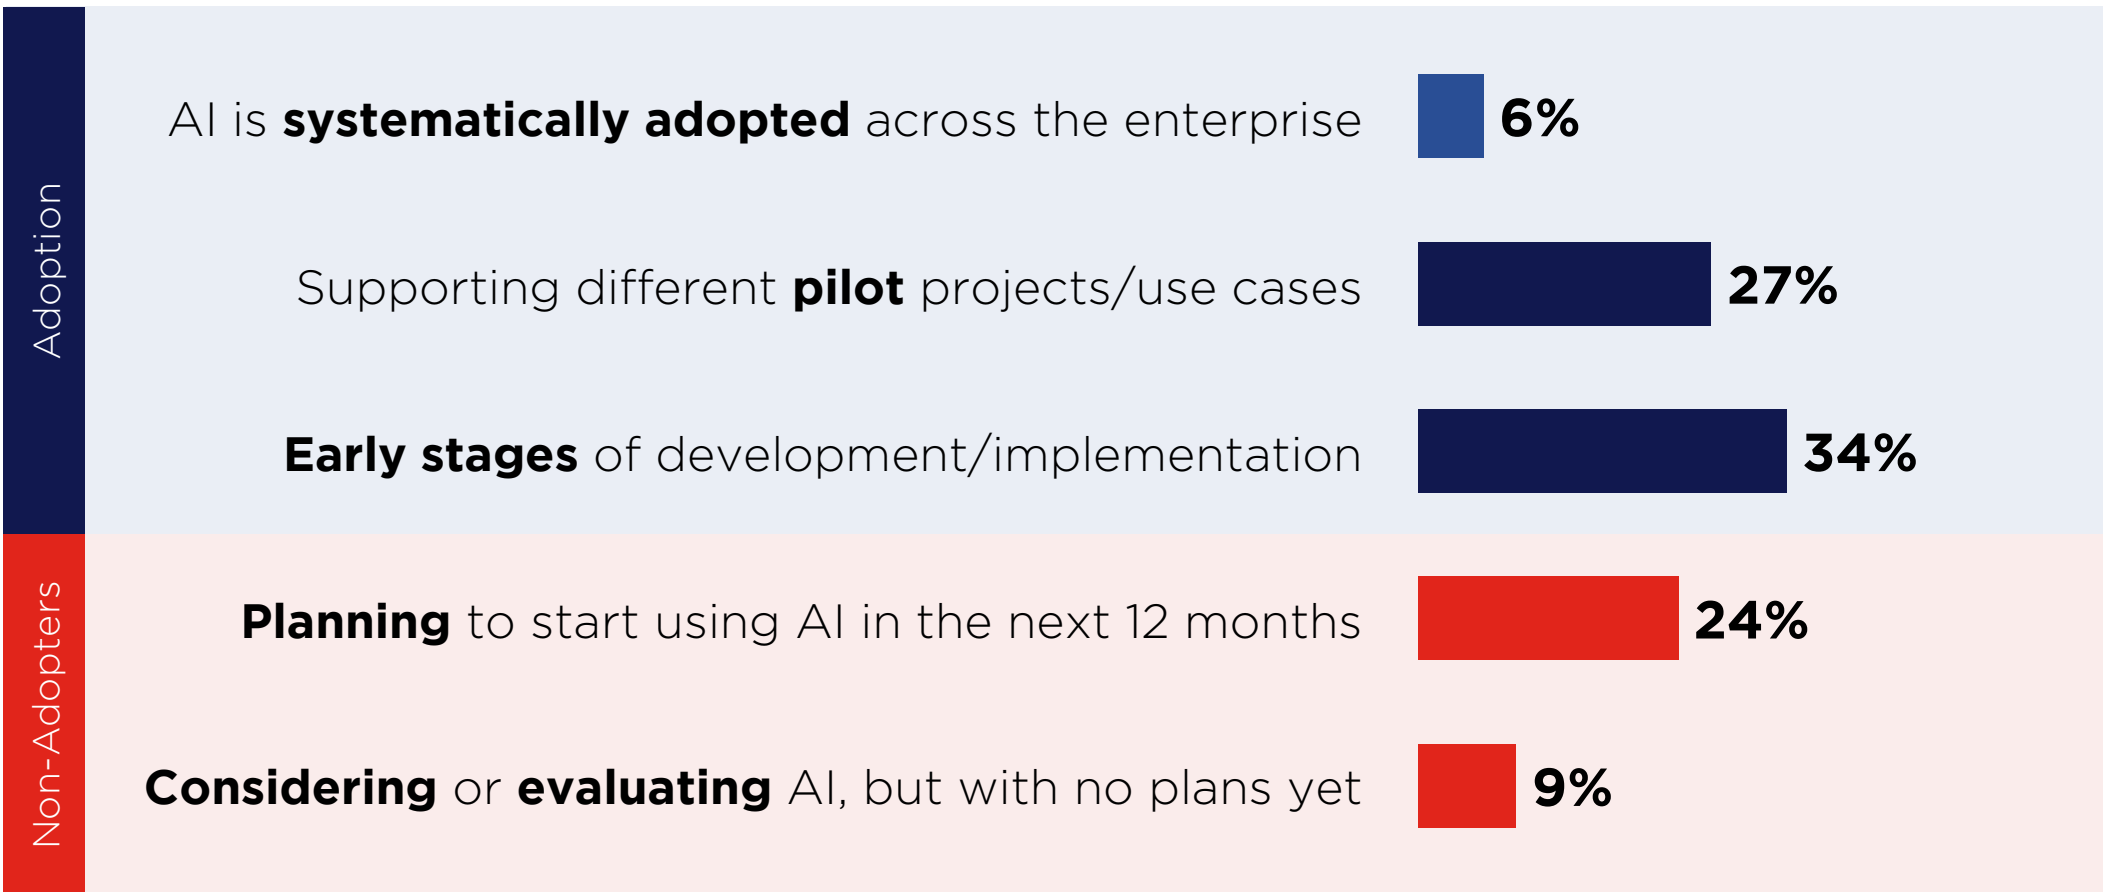 Adoption
AI is systematically adopted across the enterprise 6%
Supporting different pilot projects/use cases 27%
Early stages of development/implementation 34%
Non-Adopters
Planning to start using AI in the next 12 months 24%
Considering or evaluating AI, but with no plans yet 9%